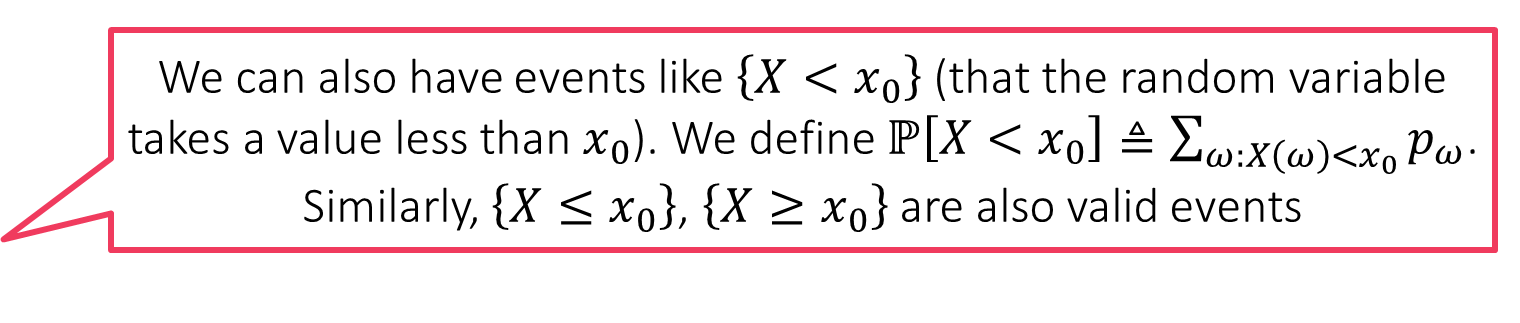 We can also have events like {𝑋 < 𝑥₀} (that the random variable
takes a value less than 𝑥₀). We define ℙ[𝑋 < 𝑥₀] ≜ ∑_{𝜔:𝑋(𝜔)<𝑥₀} 𝑝_𝜔.
Similarly, {𝑋 ≤ 𝑥₀}, {𝑋 ≥ 𝑥₀} are also valid events